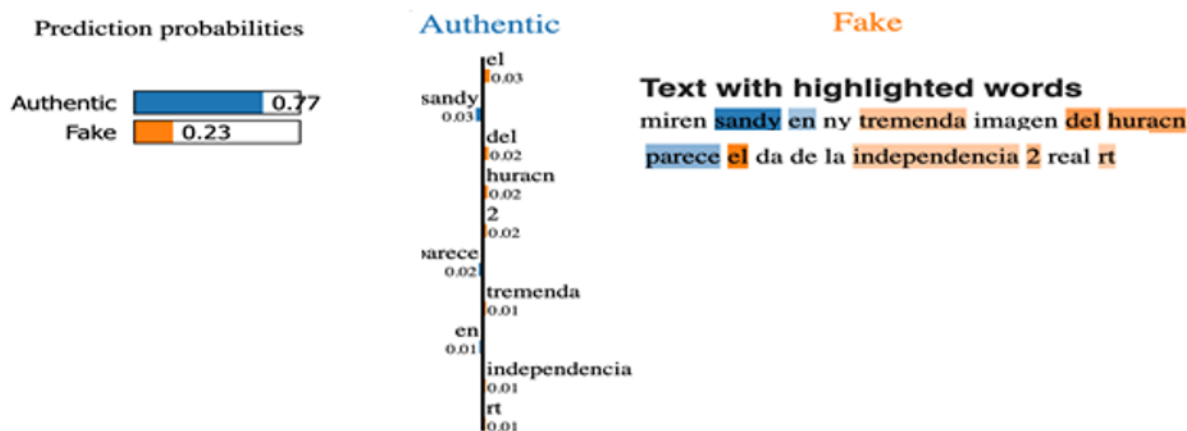 Prediction probabilities
Authentic 0.77
Fake 0.23
Authentic
Fake
el
0.03
sandy
0.03
del
0.02
huracn
0.02
2
0.02
arece
0.02
tremenda
0.01
en
0.01
independencia
0.01
rt
0.01
Text with highlighted words
miren sandy en ny tremenda imagen del huracn
parece el da de la independencia 2 real rt